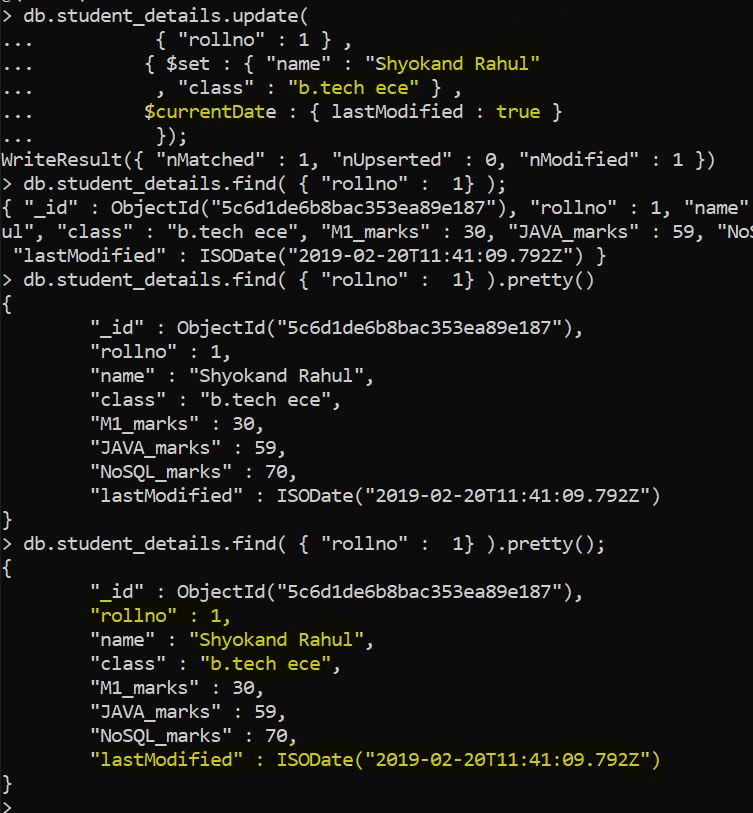 > db.student_details.update(
... { "rollno" : 1 } ,
... { $set : { "name" : "Shyokand Rahul"
... , "class" : "b.tech ece" } ,
... $currentDate : { lastModified : true }
... });
WriteResult({ "nMatched" : 1, "nUpserted" : 0, "nModified" : 1 })
> db.student_details.find( { "rollno" :  1} );
{ "_id" : ObjectId("5c6d1de6b8bac353ea89e187"), "rollno" : 1, "name"
ul", "class" : "b.tech ece", "M1_marks" : 30, "JAVA_marks" : 59, "NoS
"lastModified" : ISODate("2019-02-20T11:41:09.792Z") }
> db.student_details.find( { "rollno" :  1} ).pretty()
{
"_id" : ObjectId("5c6d1de6b8bac353ea89e187"),
"rollno" : 1,
"name" : "Shyokand Rahul",
"class" : "b.tech ece",
"M1_marks" : 30,
"JAVA_marks" : 59,
"NoSQL_marks" : 70,
"lastModified" : ISODate("2019-02-20T11:41:09.792Z")
}
> db.student_details.find( { "rollno" :  1} ).pretty();
{
"_id" : ObjectId("5c6d1de6b8bac353ea89e187"),
"rollno" : 1,
"name" : "Shyokand Rahul",
"class" : "b.tech ece",
"M1_marks" : 30,
"JAVA_marks" : 59,
"NoSQL_marks" : 70,
"lastModified" : ISODate("2019-02-20T11:41:09.792Z")
}
>